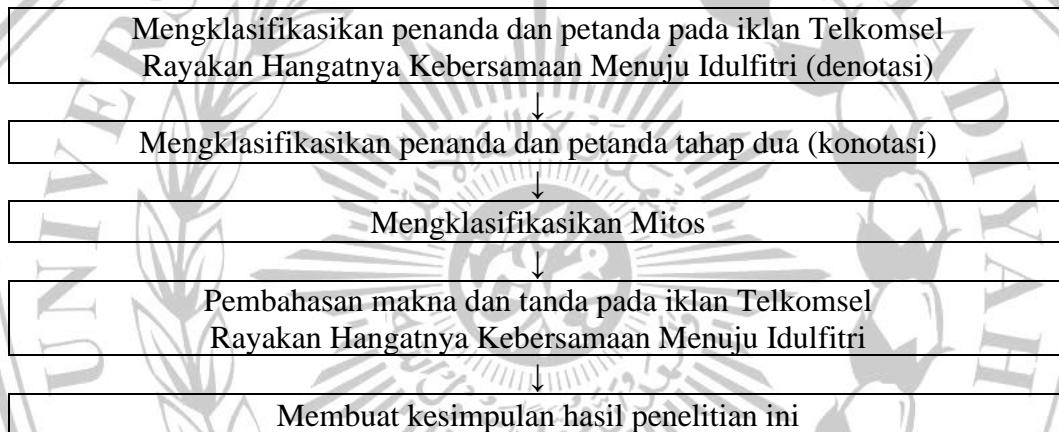 Mengklasifikasikan penanda dan petanda pada iklan Telkomsel
Rayakan Hangatnya Kebersamaan Menuju Idulfitri (denotasi)
↓
Mengklasifikasikan penanda dan petanda tahap dua (konotasi)
↓
Mengklasifikasikan Mitos
↓
Pembahasan makna dan tanda pada iklan Telkomsel
Rayakan Hangatnya Kebersamaan Menuju Idulfitri
↓
Membuat kesimpulan hasil penelitian ini